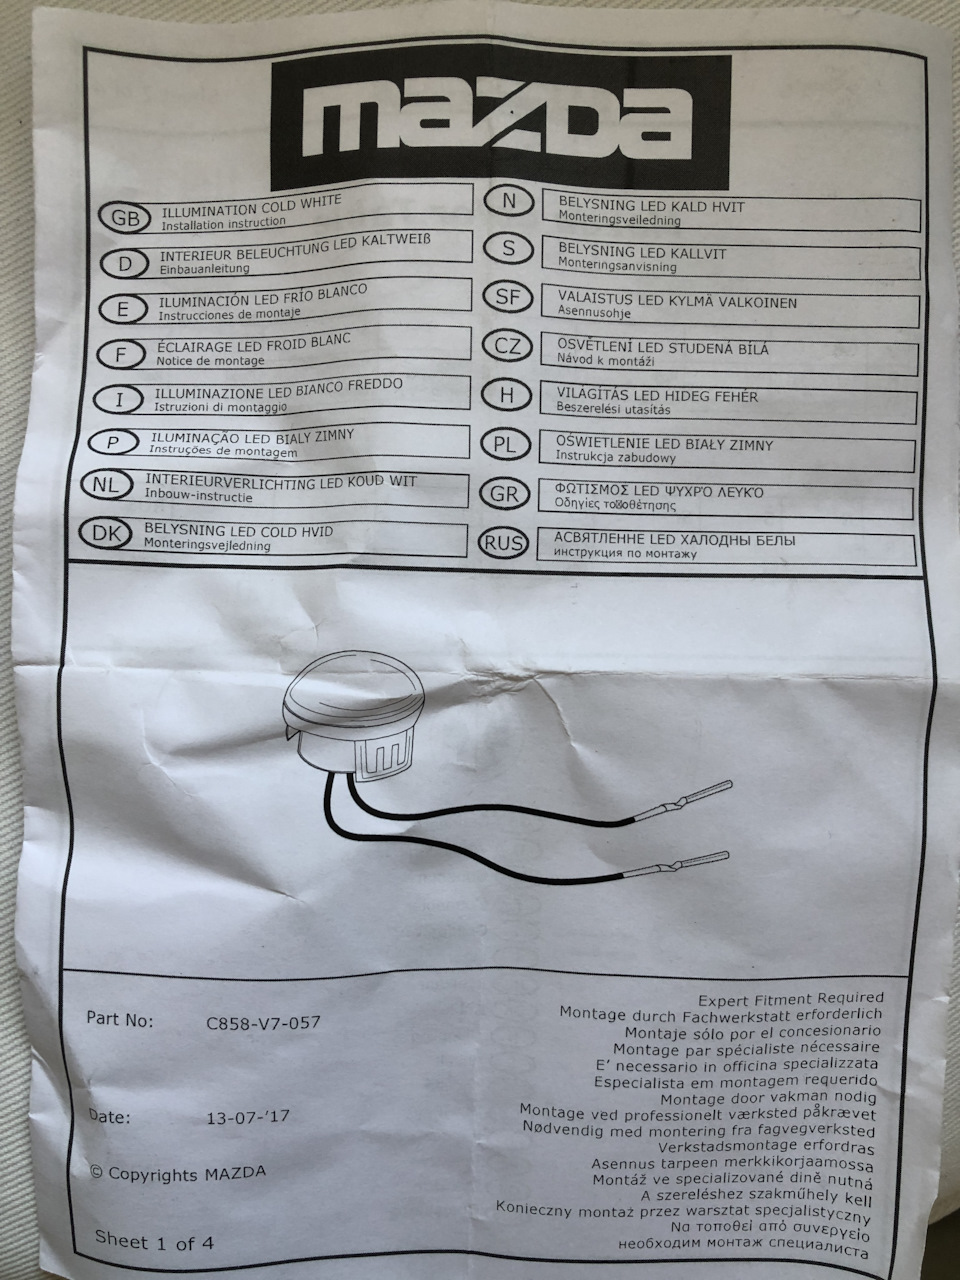 mazda
GB
ILLUMINATION COLD WHITE
Installation instruction
D
INTERIEUR BELEUCHTUNG LED KALTWEIß
Einbauanleitung
E
ILUMINACIÓN LED FRÍO BLANCO
Instrucciones de montaje
F
ÉCLAIRAGE LED FROID BLANC
Notice de montage
I
ILLUMINAZIONE LED BIANCO FREDDO
Istruzioni di montaggio
P
ILUMINAÇÃO LED BIALY ZIMNY
Instruções de montagem
NL
INTERIEURVERLICHTING LED KOUD WIT
Inbouw-instructie
DK
BELYSNING LED COLD HVID
Monteringsvejledning
N
BELYSNING LED KALD HVIT
Monteringsveiledning
S
BELYSNING LED KALLVIT
Monteringsanvisning
SF
VALAISTUS LED KYLMÄ VALKOINEN
Asennusohje
CZ
OSVĚTLENÍ LED STUDENÁ BÍLÁ
Návod k montáži
H
VILÁGÍTÁS LED HIDEG FEHÉR
Beszerelési utasítás
PL
OŚWIETLENIE LED BIAŁY ZIMNY
Instrukcja zabudowy
GR
ΦΩΤΙΣΜΟΣ LED ΨΥΧΡΌ ΛΕΥΚΌ
Οδηγίες
RUS
АСВЯТЛЕННЕ LED ХАЛОДНЫ БЕЛЫ
инструкция по монтажу
Part No: C858-V7-057
Date: 13-07-'17
© Copyrights MAZDA
Sheet 1 of 4
Expert Fitment Required
Montage durch Fachwerkstatt erforderlich
Montaje sólo por el concesionario
Montage par spécialiste nécessaire
E' necessario in officina specializzata
Especialista em montagem requerido
Montage door vakman nodig
Montage ved professionelt værksted påkrævet
Nødvendig med montering fra fagvegverksted
Verkstadsmontage erfordras
Asennus tarpeen merkkikorjaamossa
Montáž ve specializované dině nutná
A szereléshez szakműhely kell
Konieczny montaż przez warsztat specjalistyczny
Να τοποθεί από συνεργείο
необходим монтаж специалиста